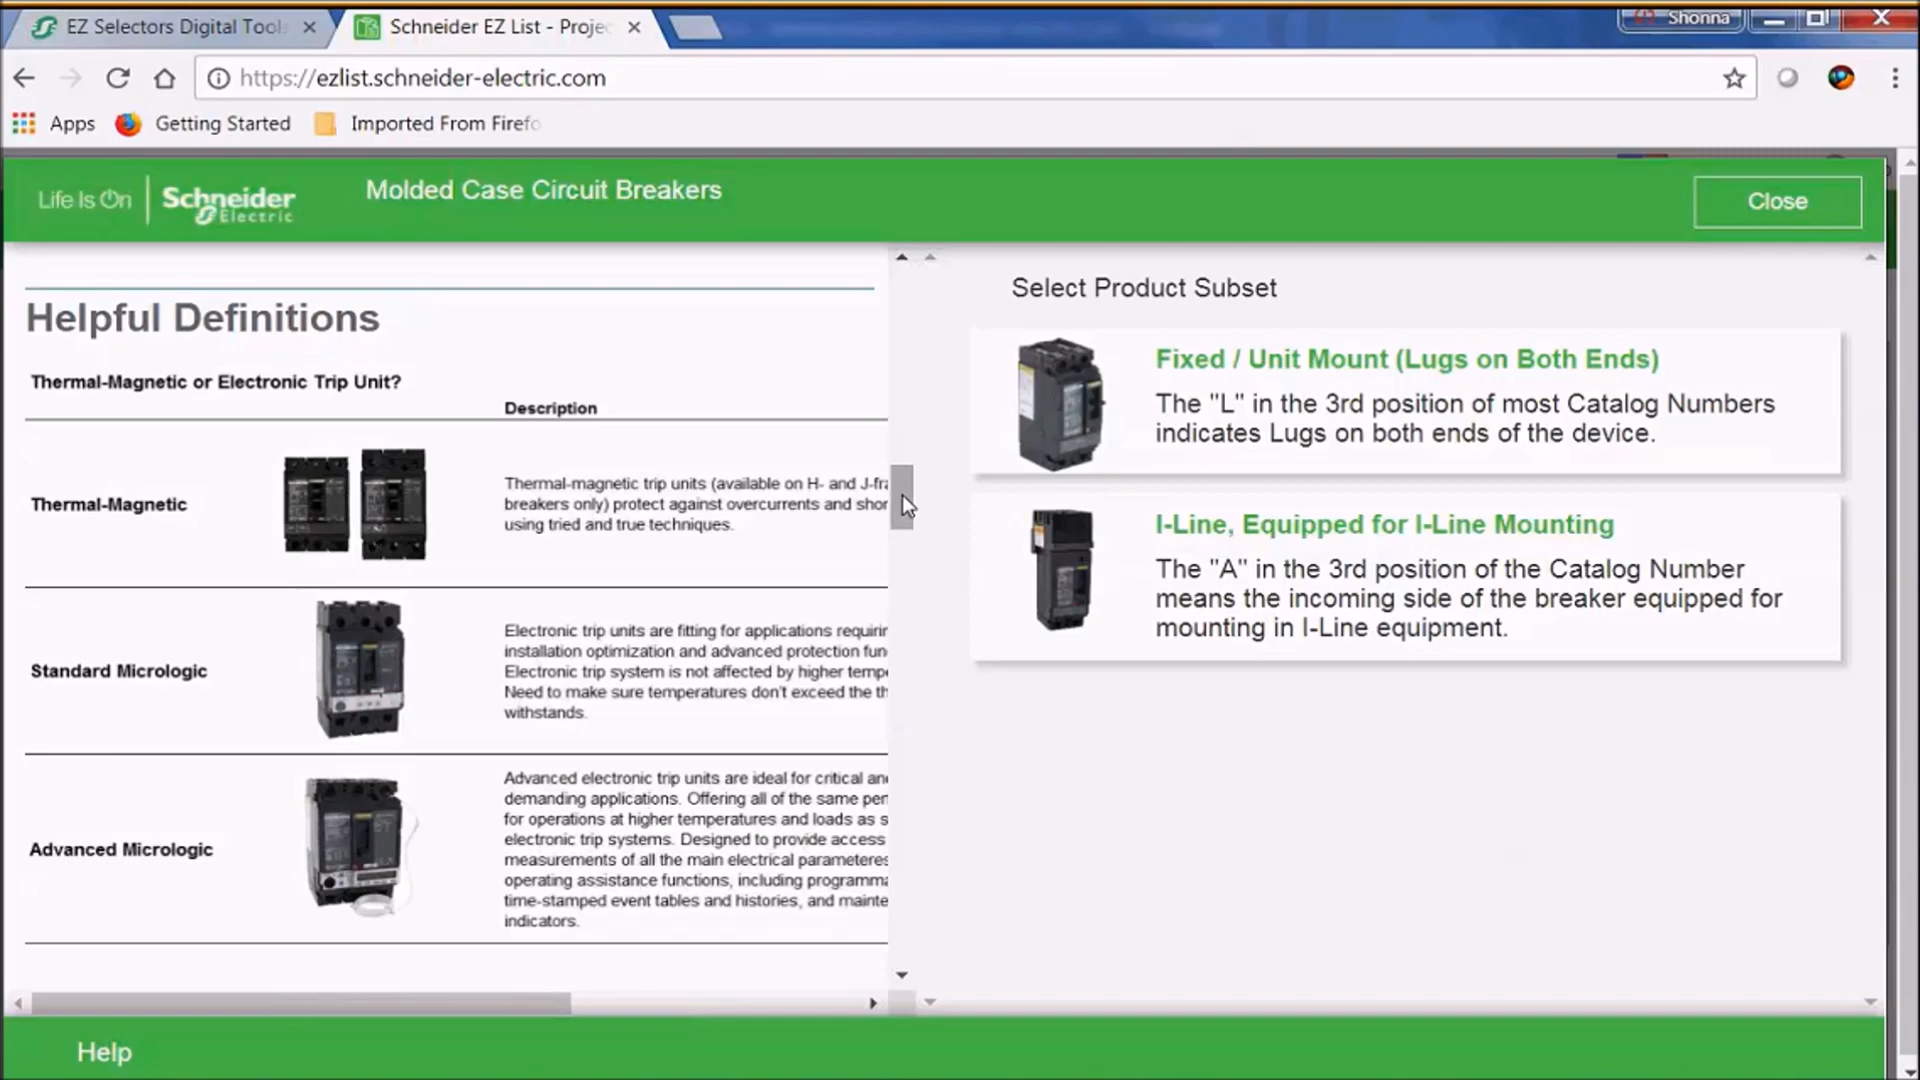 EZ Selectors Digital Tools
Schneider EZ List - Projec
Shonna
https://ezlist.schneider-electric.com
Apps
Getting Started
Imported From Firefo
Life Is On
Schneider
Electric
Molded Case Circuit Breakers
Close
Helpful Definitions
Thermal-Magnetic or Electronic Trip Unit?
Description
Thermal-Magnetic
Thermal-magnetic trip units (available on H- and J-fra
breakers only) protect against overcurrents and shor
using tried and true techniques.
Standard Micrologic
Electronic trip units are fitting for applications requirin
installation optimization and advanced protection fun
Electronic trip system is not affected by higher tempe
Need to make sure temperatures don't exceed the th
withstands.
Advanced Micrologic
Advanced electronic trip units are ideal for critical and
demanding applications. Offering all of the same per
for operations at higher temperatures and loads as s
electronic trip systems. Designed to provide access
measurements of all the main electrical parameteres
operating assistance functions, including programma
time-stamped event tables and histories, and mainte
indicators.
Select Product Subset
Fixed / Unit Mount (Lugs on Both Ends)
The "L" in the 3rd position of most Catalog Numbers
indicates Lugs on both ends of the device.
I-Line, Equipped for I-Line Mounting
The "A" in the 3rd position of the Catalog Number
means the incoming side of the breaker equipped for
mounting in I-Line equipment.
Help